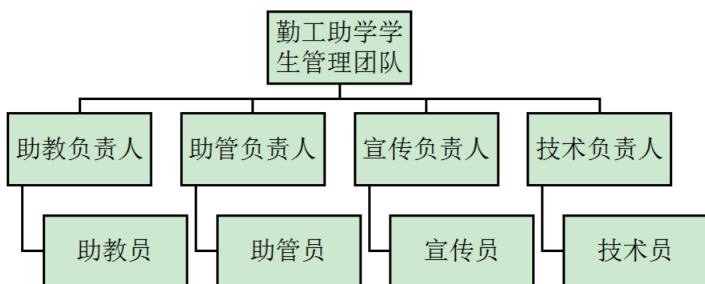 勤工助学学
生管理团队
助教负责人
助管负责人
宣传负责人
技术负责人
助教员
助管员
宣传员
技术员